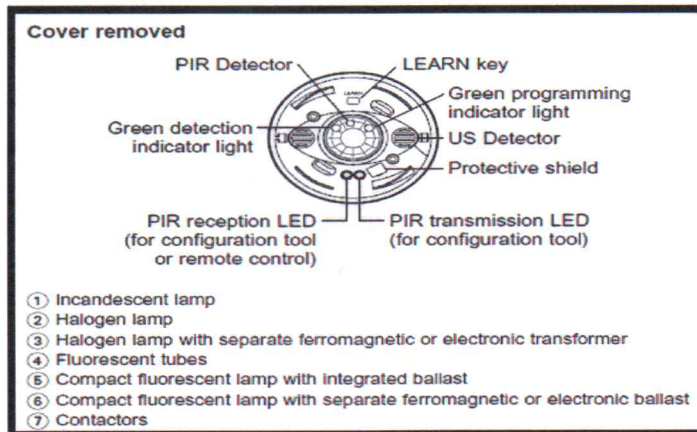 Cover removed
PIR Detector
LEARN key
LEARN
Green programming
indicator light
Green detection
indicator light
US Detector
Protective shield
PIR reception LED
(for configuration tool
or remote control)
PIR transmission LED
(for configuration tool)
① Incandescent lamp
② Halogen lamp
③ Halogen lamp with separate ferromagnetic or electronic transformer
④ Fluorescent tubes
⑤ Compact fluorescent lamp with integrated ballast
⑥ Compact fluorescent lamp with separate ferromagnetic or electronic ballast
⑦ Contactors